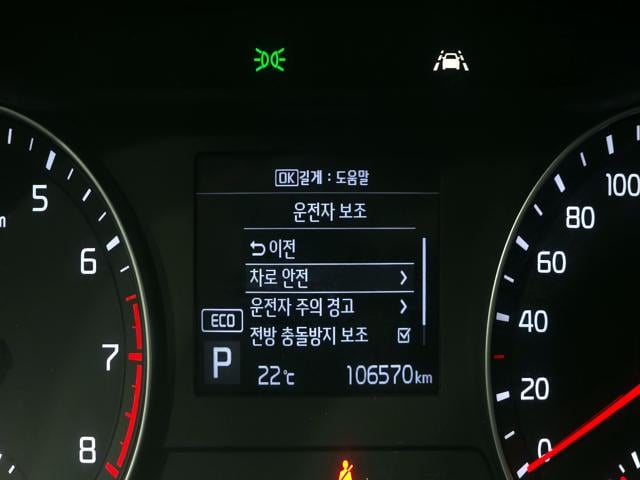 OK 길게 : 도움말
운전자 보조
이전
차로 안전
운전자 주의 경고
전방 충돌방지 보조
ECO
P
22℃
106570km
5
6
7
8
100
80
60
40
20
0